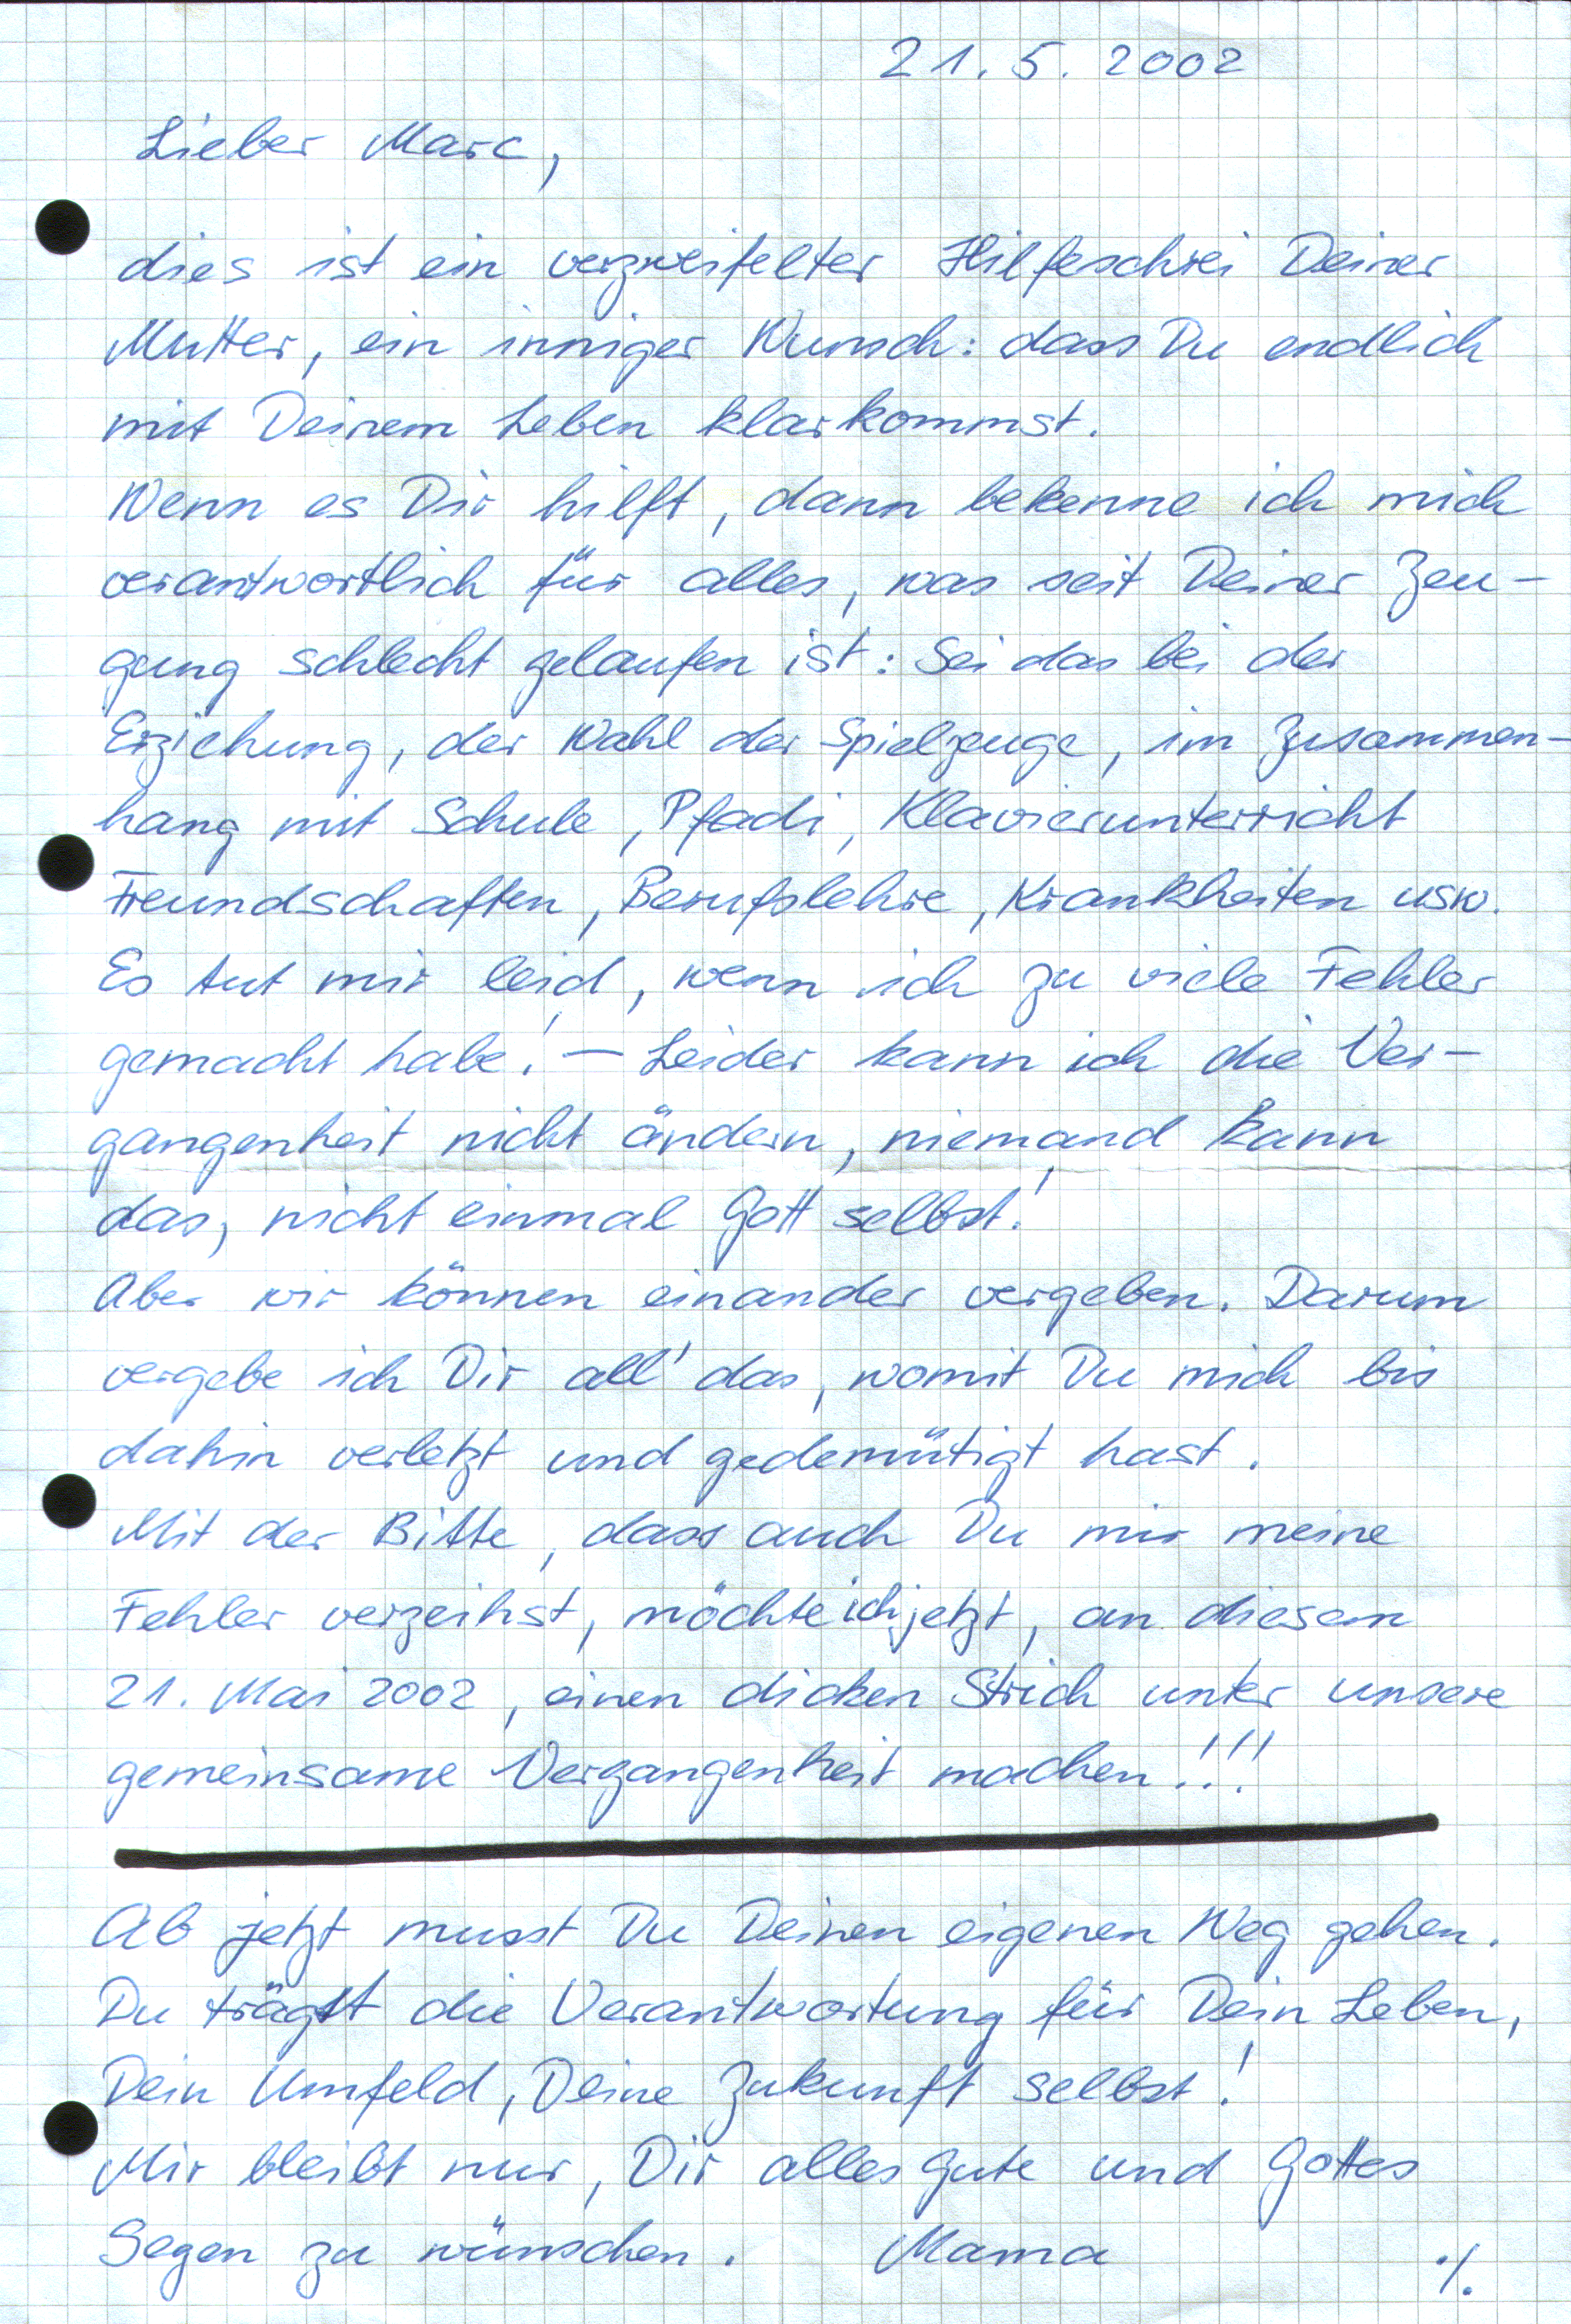 21.5.2002
Lieber Marc,
dies ist ein verzweifelter Hilfeschrei Deiner
Mutter, ein inniger Wunsch: dass Du endlich
mit Deinem Leben klarkommst.
Wenn es Dir hilft, dann bekenne ich mich
verantwortlich für alles, was seit Deiner Zeu-
gung schlecht gelaufen ist: Sei das bei der
Erziehung, der Wahl der Spielzeuge, im Zusammen-
hang mit Schule, Pfadi, Klavierunterricht
Freundschaften, Berufslehre, Krankheiten usw.
Es tut mir leid, wenn ich zu viele Fehler
gemacht habe! – Leider kann ich die Ver-
gangenheit nicht ändern, niemand kann
das, nicht einmal Gott selbst!
Aber wir können einander vergeben. Darum
vergebe ich Dir all' das, womit Du mich bis
dahin verletzt und gedemütigt hast.
Mit der Bitte, dass auch Du mir meine
Fehler verzeihst, möchte ich jetzt, an diesem
21. Mai 2002, einen dicken Strich unter unsere
gemeinsame Vergangenheit machen!!!
Ab jetzt musst Du Deinen eigenen Weg gehen.
Du trägst die Verantwortung für Dein Leben,
Dein Umfeld, Deine Zukunft selbst!
Mir bleibt nur, Dir alles Gute und Gottes
Segen zu wünschen. Mama ./.